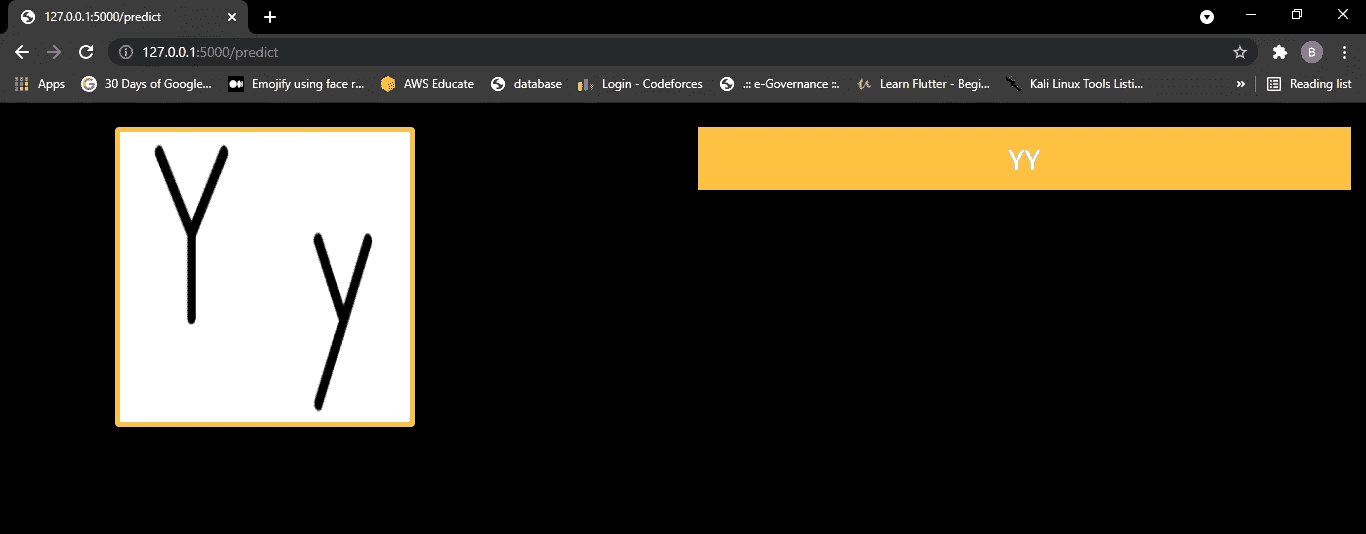 127.0.0.1:5000/predict
127.0.0.1:5000/predict
B
Apps 30 Days of Google... Emojify using face r... AWS Educate database Login - Codeforces .:: e-Governance ::. Learn Flutter - Begi... Kali Linux Tools Listi... » Reading list
Y y
YY